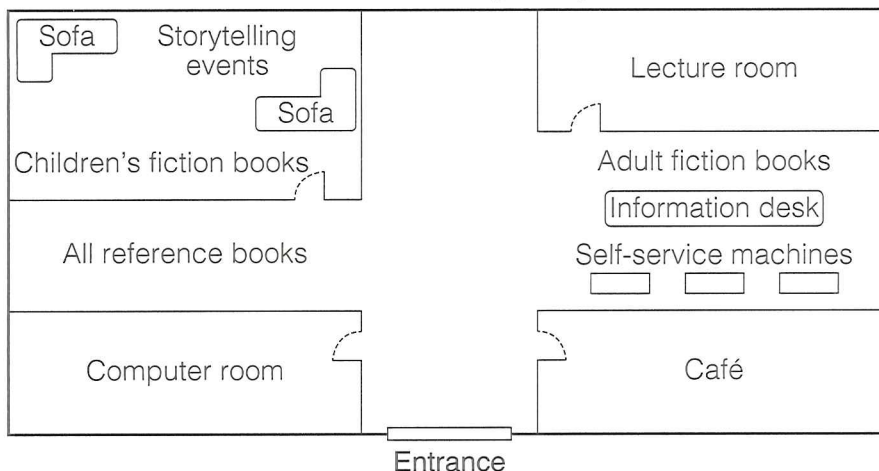 Sofa
Storytelling
events
Sofa
Children's fiction books
All reference books
Computer room
Lecture room
Adult fiction books
Information desk
Self-service machines
Café
Entrance